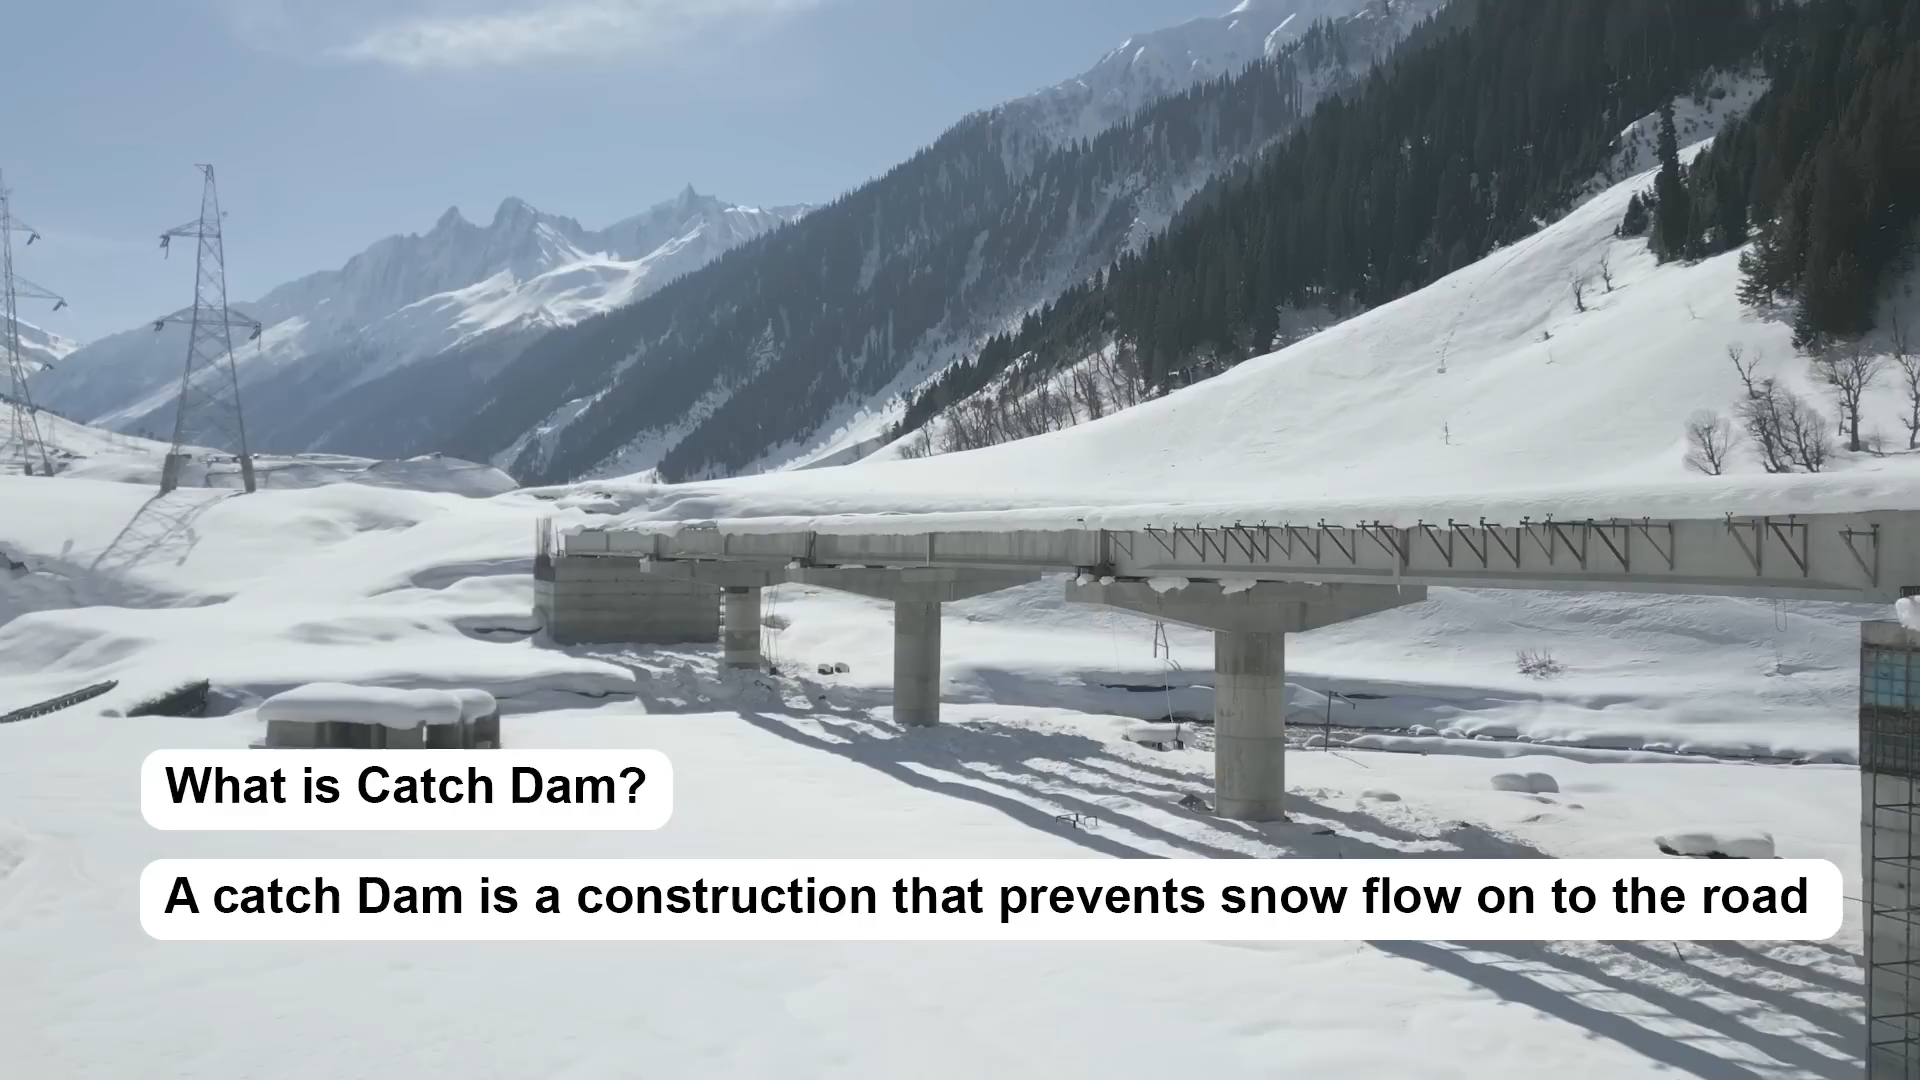 What is Catch Dam?
A catch Dam is a construction that prevents snow flow on to the road